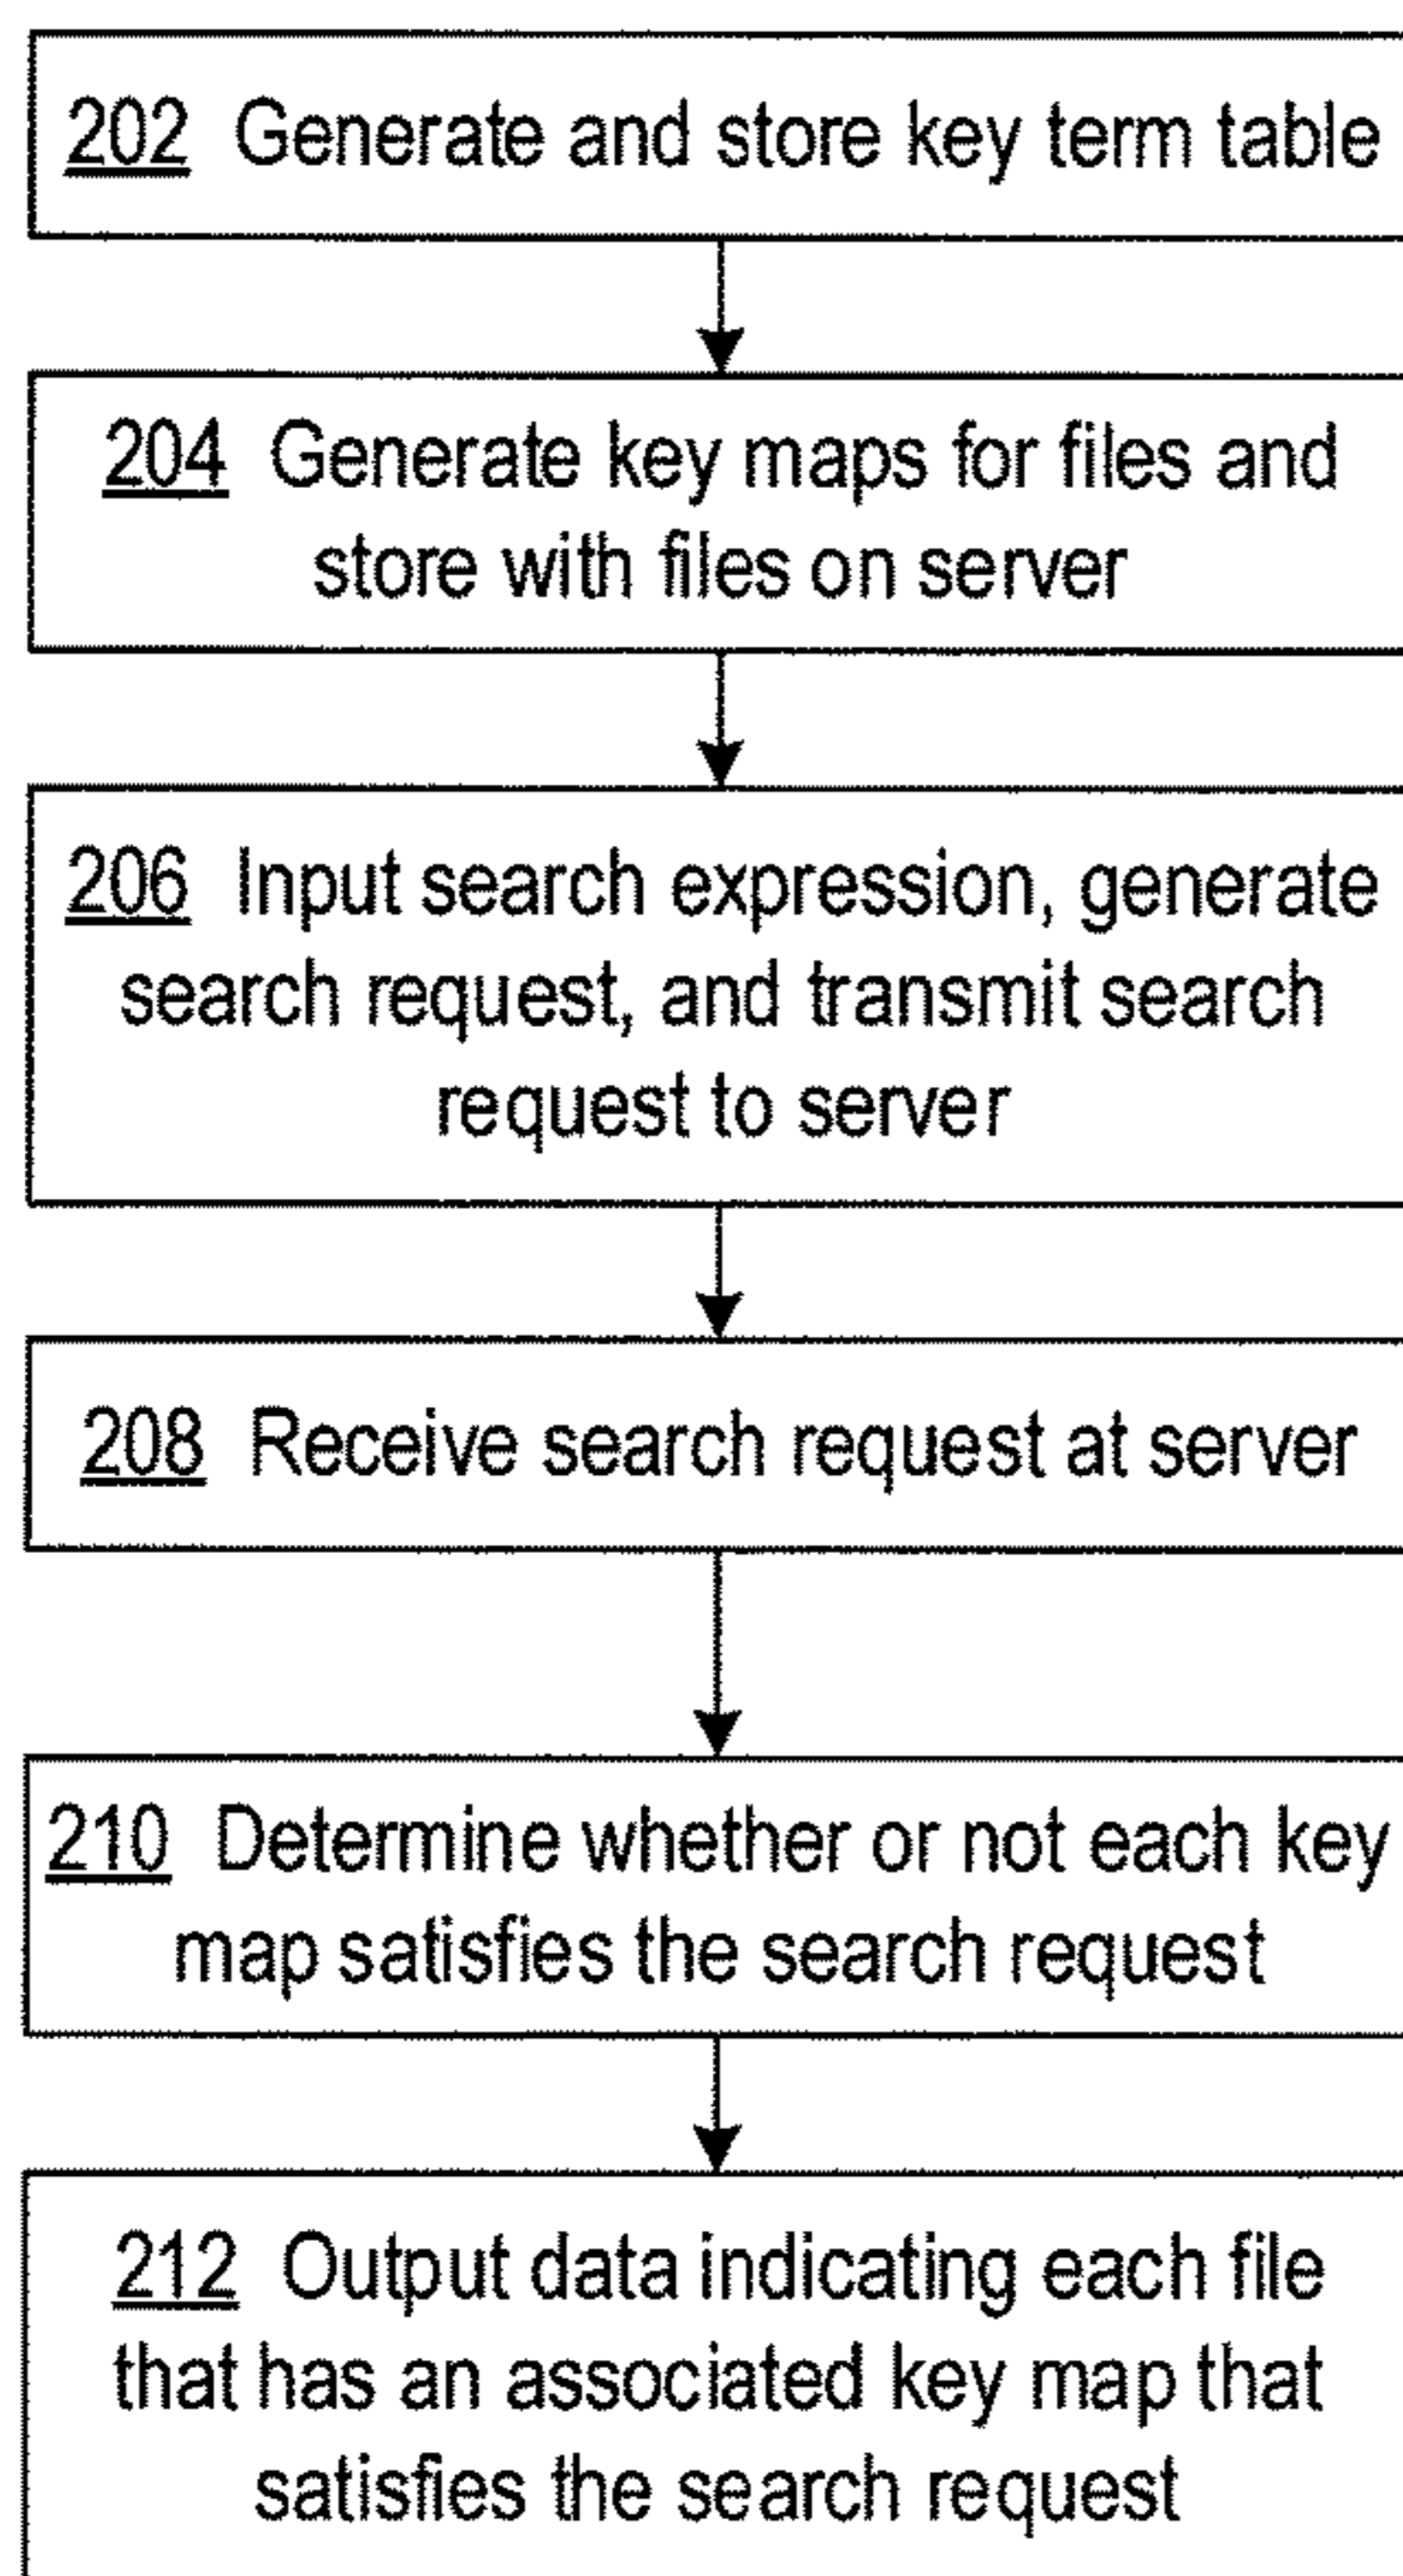 202 Generate and store key term table
204 Generate key maps for files and
store with files on server
206 Input search expression, generate
search request, and transmit search
request to server
208 Receive search request at server
210 Determine whether or not each key
map satisfies the search request
212 Output data indicating each file
that has an associated key map that
satisfies the search request